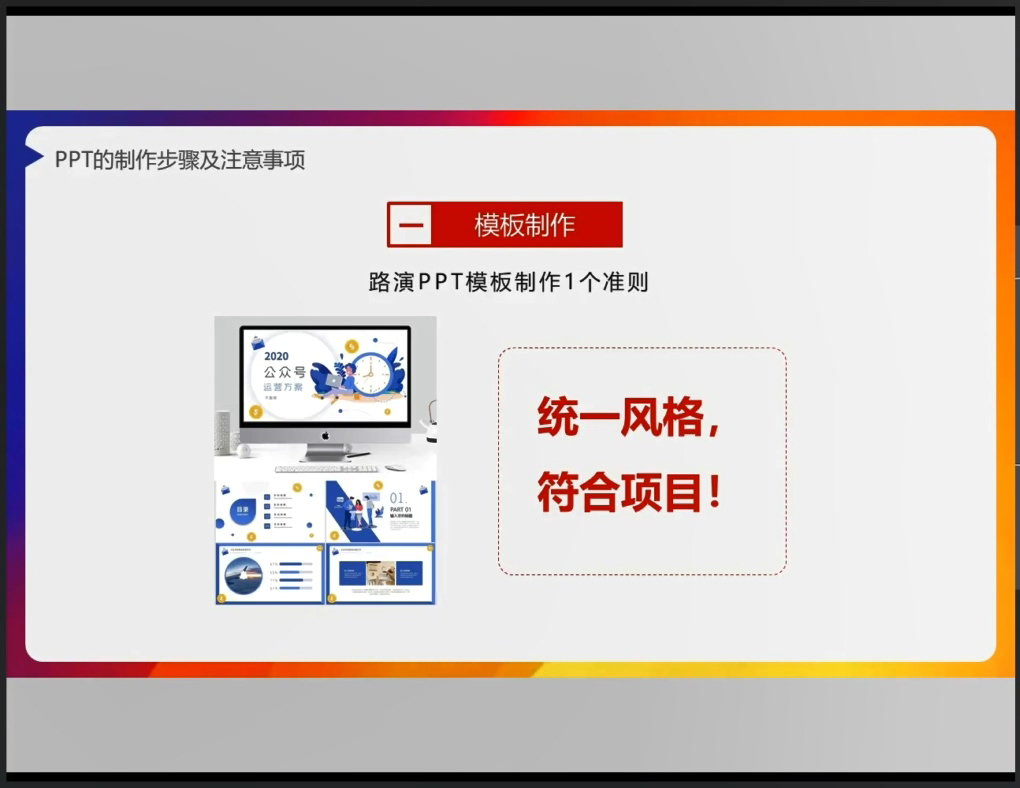 PPT的制作步骤及注意事项
一 模板制作
路演PPT模板制作1个准则
2020
公众号
运营方案
目录
01.
PART 01
统一风格,
符合项目!